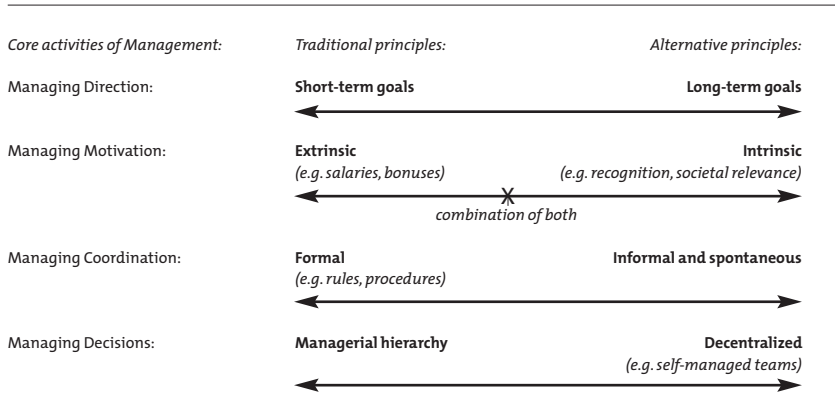 Core activities of Management: Traditional principles: Alternative principles:
Managing Direction: Short-term goals Long-term goals
Managing Motivation: Extrinsic Intrinsic
(e.g. salaries, bonuses) (e.g. recognition, societal relevance)
X
combination of both
Managing Coordination: Formal Informal and spontaneous
(e.g. rules, procedures)
Managing Decisions: Managerial hierarchy Decentralized
(e.g. self-managed teams)